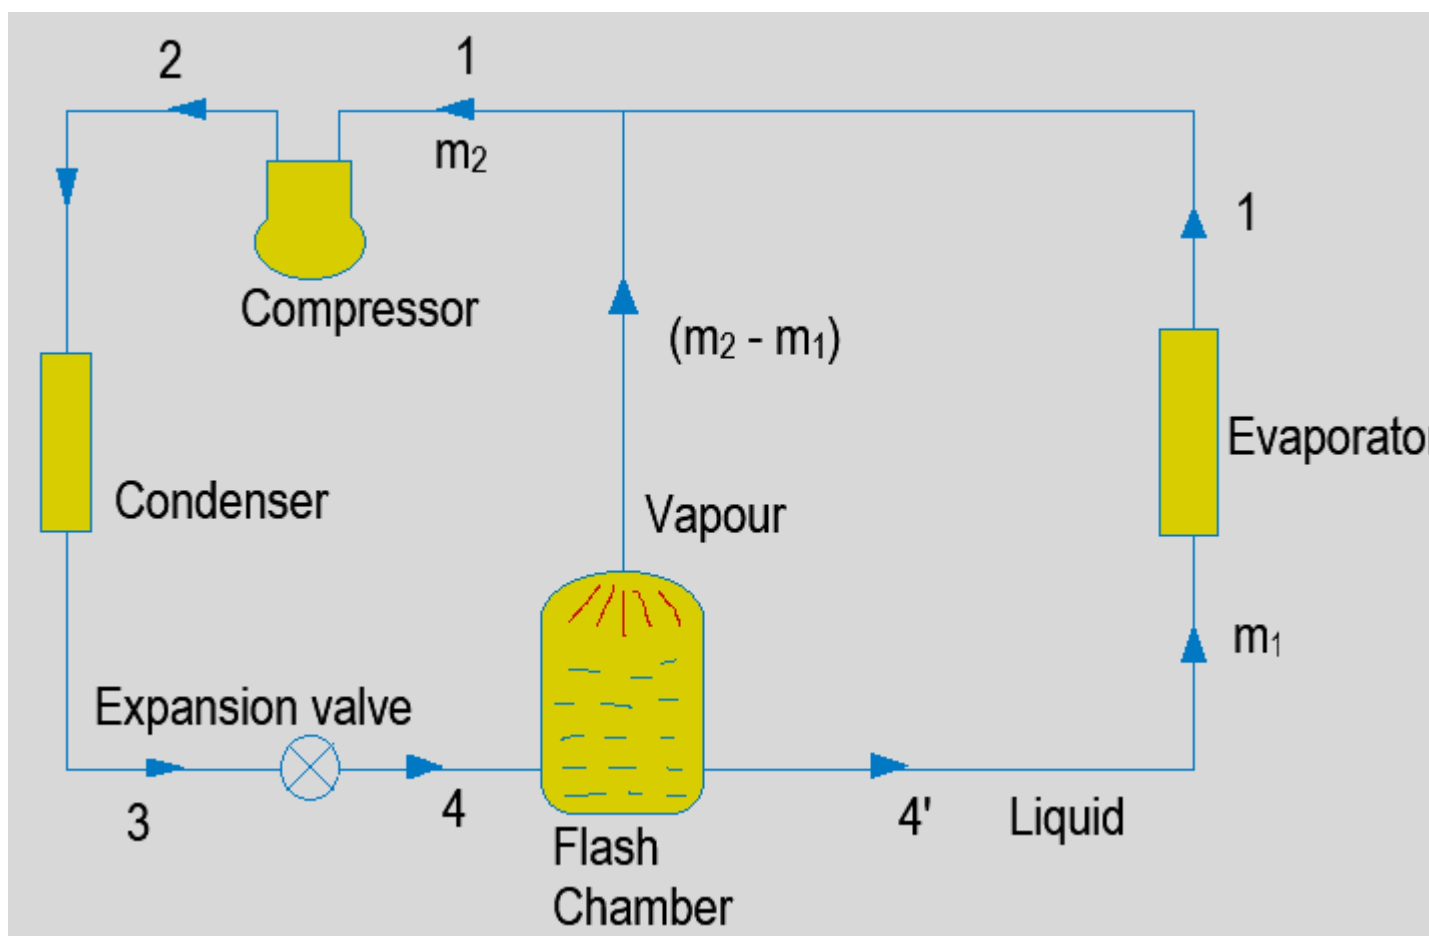 2
1
m₂
1
Compressor
(m₂ - m₁)
Evaporator
Condenser
Vapour
m₁
Expansion valve
3
4
4'
Liquid
Flash
Chamber